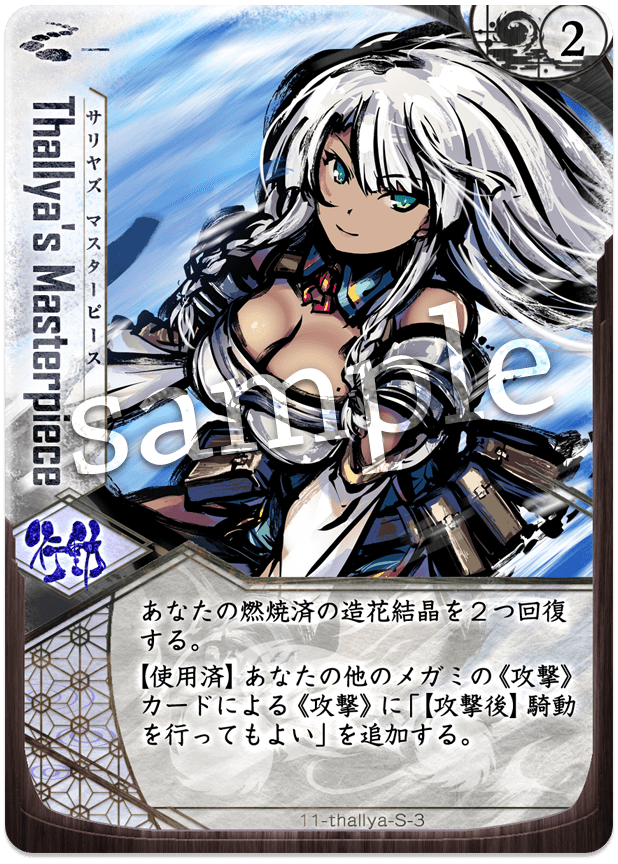 2
Thallya's Masterpiece
サリヤズ マスターピース
sample
行動
あなたの燃焼済の造花結晶を２つ回復
する。
【使用済】あなたの他のメガミの《攻撃》
カードによる《攻撃》に「【攻撃後】騎動
を行ってもよい」を追加する。
11-thallya-S-3